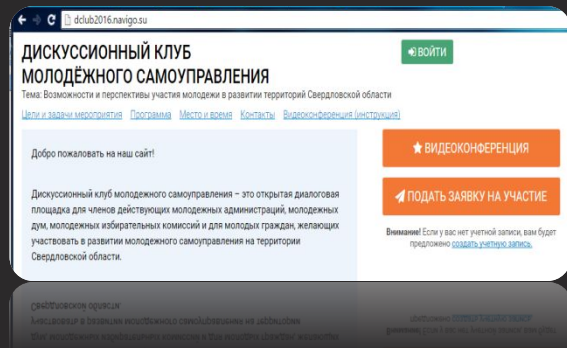 dclub2016.navigo.su
ДИСКУССИОННЫЙ КЛУБ
МОЛОДЁЖНОГО САМОУПРАВЛЕНИЯ
ВОЙТИ
Тема: Возможности и перспективы участия молодежи в развитии территорий Свердловской области
Цели и задачи мероприятия Программа Место и время Контакты Видеоконференция (инструкция)
Добро пожаловать на наш сайт!
Дискуссионный клуб молодежного самоуправления – это открытая диалоговая
площадка для членов действующих молодежных администраций, молодежных
дум, молодежных избирательных комиссий и для молодых граждан, желающих
участвовать в развитии молодежного самоуправления на территории
Свердловской области.
ВИДЕОКОНФЕРЕНЦИЯ
ПОДАТЬ ЗАЯВКУ НА УЧАСТИЕ
Внимание! Если у вас нет учетной записи, вам будет
предложено создать учетную запись.